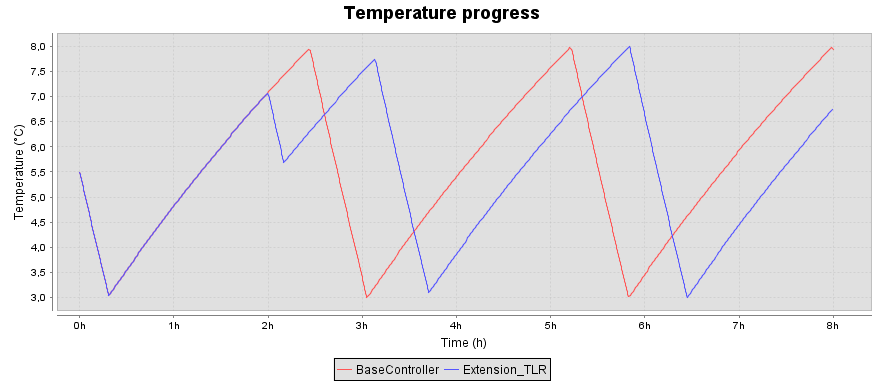 Temperature progress
Temperature (°C)
8,0
7,5
7,0
6,5
6,0
5,5
5,0
4,5
4,0
3,5
3,0
0h 1h 2h 3h 4h 5h 6h 7h 8h
Time (h)
BaseController Extension_TLR